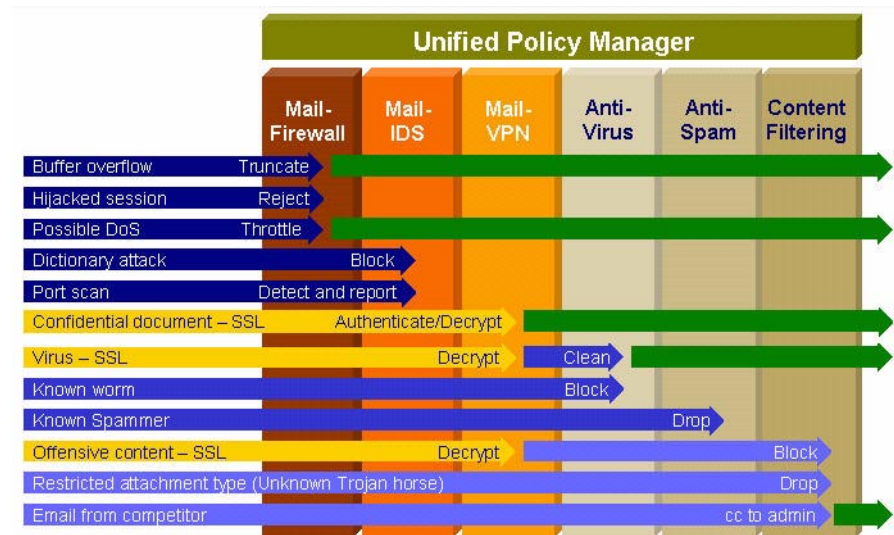 Unified Policy Manager
Mail-
Firewall
Mail-
IDS
Mail-
VPN
Anti-
Virus
Anti-
Spam
Content
Filtering
Buffer overflow Truncate
Hijacked session Reject
Possible DoS Throttle
Dictionary attack Block
Port scan Detect and report
Confidential document – SSL Authenticate/Decrypt
Virus – SSL Decrypt Clean
Known worm Block
Known Spammer Drop
Offensive content – SSL Decrypt Block
Restricted attachment type (Unknown Trojan horse) Drop
Email from competitor cc to admin